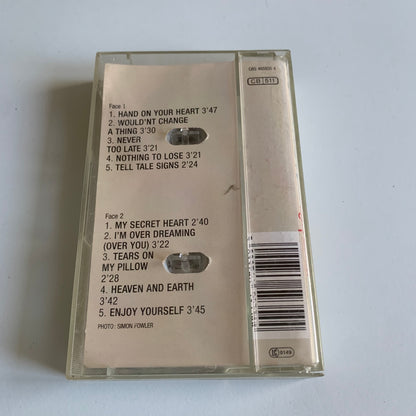 Face 1
1. HAND ON YOUR HEART 3'47
2. WOULD'NT CHANGE
A THING 3'30
3. NEVER
TOO LATE 3'21
4. NOTHING TO LOSE 3'21
5. TELL TALE SIGNS 2'24
Face 2
1. MY SECRET HEART 2'40
2. I'M OVER DREAMING
(OVER YOU) 3'22
3. TEARS ON
MY PILLOW
2'28
4. HEAVEN AND EARTH
3'42
5. ENJOY YOURSELF 3'45
PHOTO: SIMON FOWLER
CB 811